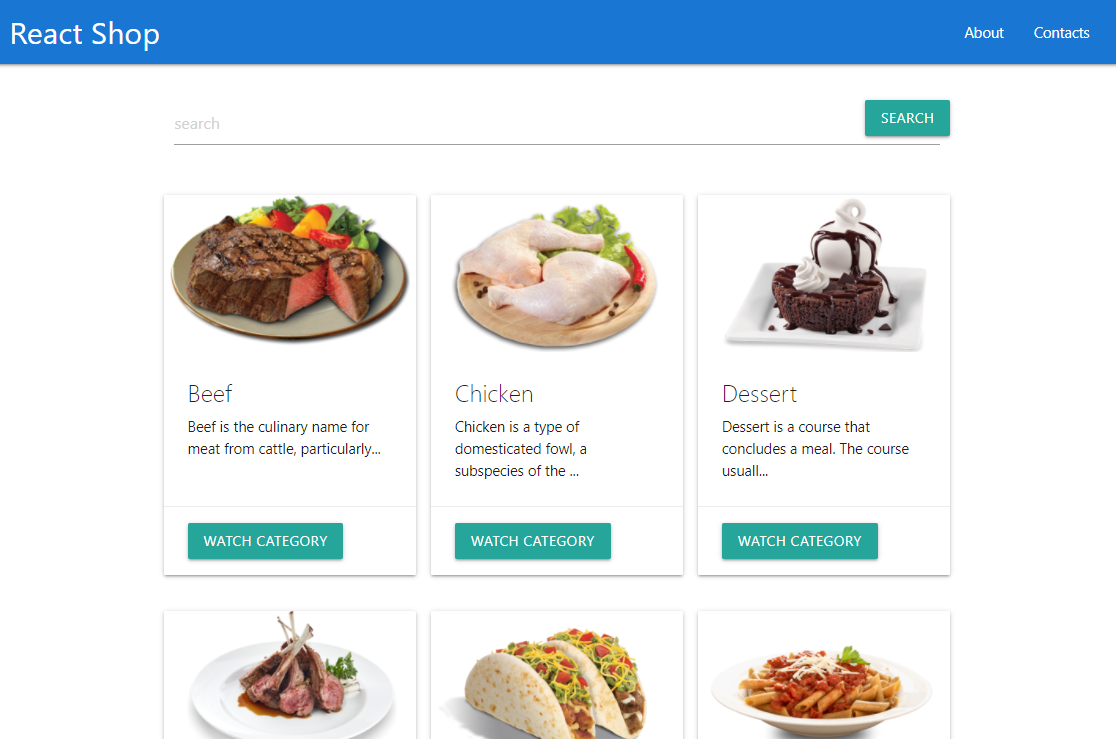 React Shop
About
Contacts
search
SEARCH
Beef
Beef is the culinary name for
meat from cattle, particularly...
WATCH CATEGORY
Chicken
Chicken is a type of
domesticated fowl, a
subspecies of the ...
WATCH CATEGORY
Dessert
Dessert is a course that
concludes a meal. The course
usuall...
WATCH CATEGORY